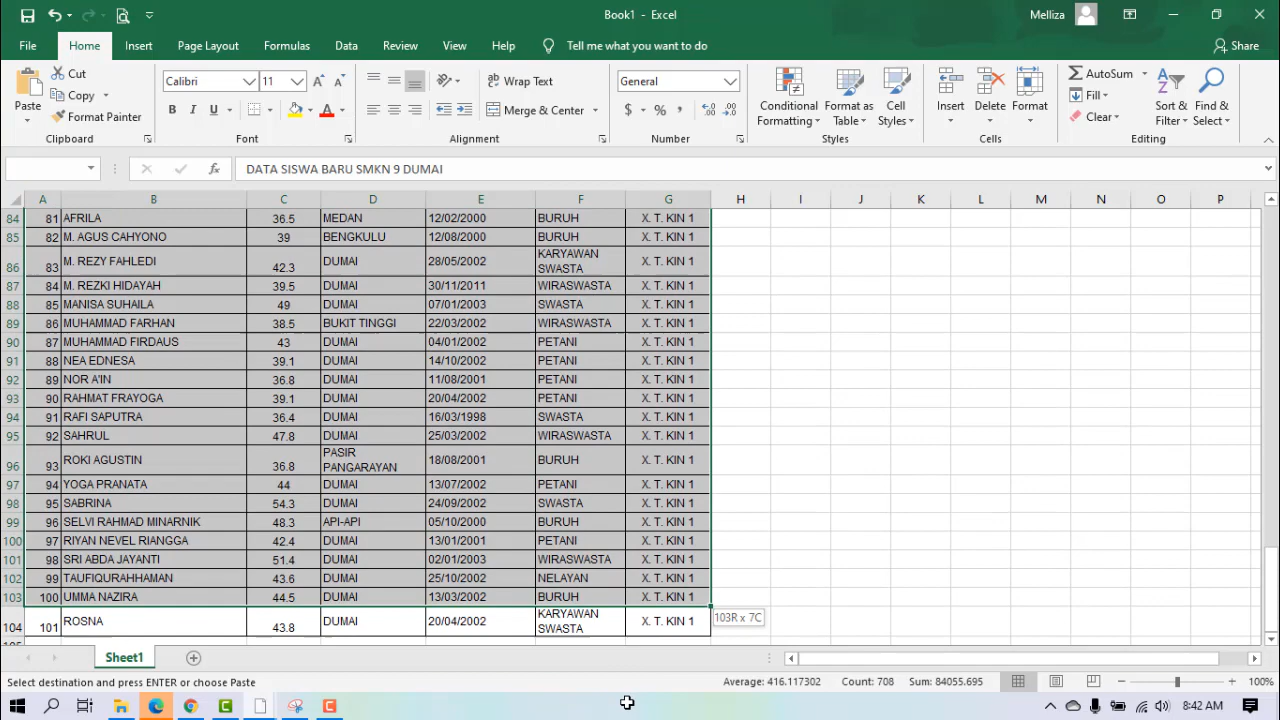 Book1 - Excel
Melliza
File Home Insert Page Layout Formulas Data Review View Help Tell me what you want to do Share
Paste
Cut
Copy
Format Painter
Clipboard
Calibri 11
B I U
Font
Wrap Text
Merge & Center
Alignment
General
$ % ,
Number
Conditional Formatting
Format as Table
Cell Styles
Styles
Insert
Delete
Format
Cells
AutoSum
Fill
Clear
Sort & Filter
Find & Select
Editing
fx DATA SISWA BARU SMKN 9 DUMAI
A B C D E F G H I J K L M N O P
84 81 AFRILA 36.5 MEDAN 12/02/2000 BURUH X. T. KIN 1
85 82 M. AGUS CAHYONO 39 BENGKULU 12/08/2000 BURUH X. T. KIN 1
86 83 M. REZY FAHLEDI 42.3 DUMAI 28/05/2002 KARYAWAN SWASTA X. T. KIN 1
87 84 M. REZKI HIDAYAH 39.5 DUMAI 30/11/2011 WIRASWASTA X. T. KIN 1
88 85 MANISA SUHAILA 49 DUMAI 07/01/2003 SWASTA X. T. KIN 1
89 86 MUHAMMAD FARHAN 38.5 BUKIT TINGGI 22/03/2002 WIRASWASTA X. T. KIN 1
90 87 MUHAMMAD FIRDAUS 43 DUMAI 04/01/2002 PETANI X. T. KIN 1
91 88 NEA EDNESA 39.1 DUMAI 14/10/2002 PETANI X. T. KIN 1
92 89 NOR A'IN 36.8 DUMAI 11/08/2001 PETANI X. T. KIN 1
93 90 RAHMAT FRAYOGA 39.1 DUMAI 20/04/2002 PETANI X. T. KIN 1
94 91 RAFI SAPUTRA 36.4 DUMAI 16/03/1998 SWASTA X. T. KIN 1
95 92 SAHRUL 47.8 DUMAI 25/03/2002 WIRASWASTA X. T. KIN 1
96 93 ROKI AGUSTIN 36.8 PASIR PANGARAYAN 18/08/2001 BURUH X. T. KIN 1
97 94 YOGA PRANATA 44 DUMAI 13/07/2002 PETANI X. T. KIN 1
98 95 SABRINA 54.3 DUMAI 24/09/2002 SWASTA X. T. KIN 1
99 96 SELVI RAHMAD MINARNIK 48.3 API-API 05/10/2000 BURUH X. T. KIN 1
100 97 RIYAN NEVEL RIANGGA 42.4 DUMAI 13/01/2001 PETANI X. T. KIN 1
101 98 SRI ABDA JAYANTI 51.4 DUMAI 02/01/2003 WIRASWASTA X. T. KIN 1
102 99 TAUFIQURAHHAMAN 43.6 DUMAI 25/10/2002 NELAYAN X. T. KIN 1
103 100 UMMA NAZIRA 44.5 DUMAI 13/03/2002 BURUH X. T. KIN 1
104 101 ROSNA 43.8 DUMAI 20/04/2002 KARYAWAN SWASTA X. T. KIN 1
103R x 7C
Sheet1
Select destination and press ENTER or choose Paste Average: 416.117302 Count: 708 Sum: 84055.695 100%
8:42 AM